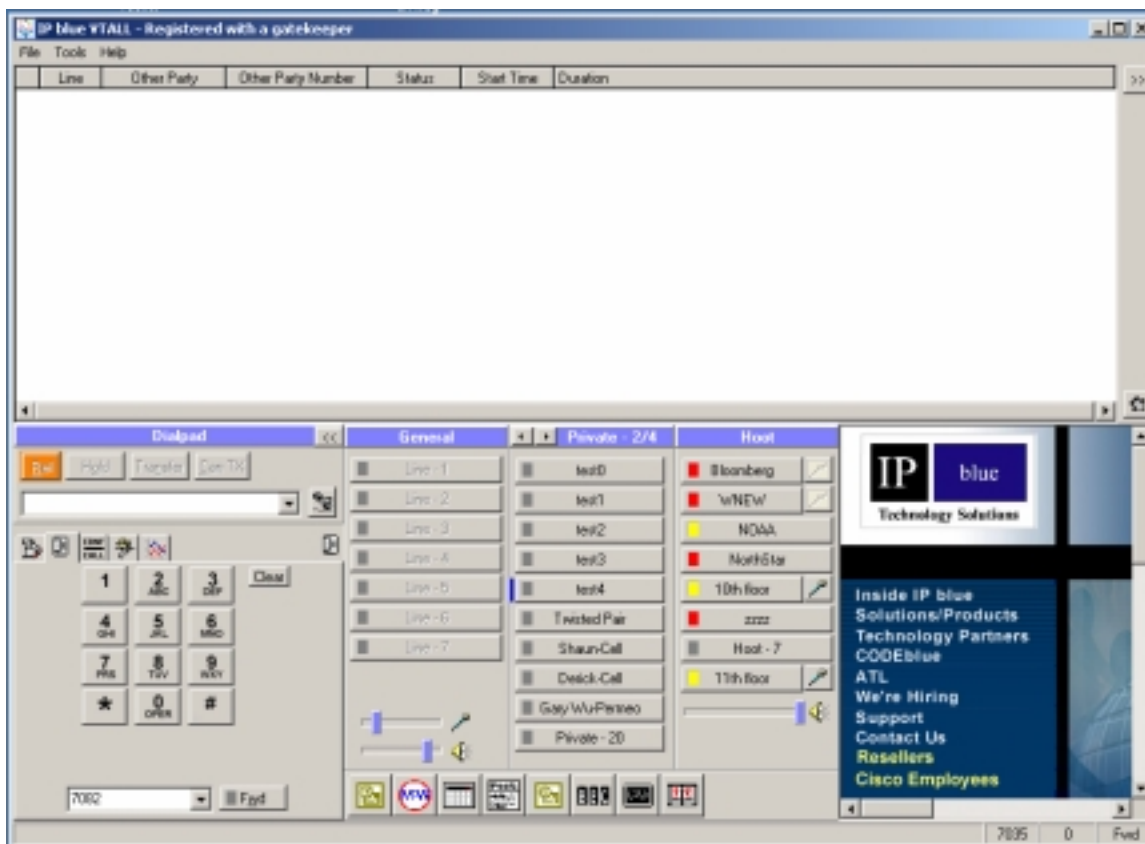 IP blue VTALL - Registered with a gatekeeper
File Tools Help
Line Other Party Other Party Number Status Start Time Duration
>>
Dialpad <<
Hold Transfer
1
2 ABC
3 DEF
Clear
4 GHI
5 JKL
6 MNO
7 PRS
8 TUV
9 WXY
*
0 OPER
#
7002 Fwd
General
Line - 1
Line - 2
Line - 3
Line - 4
Line - 5
Line - 6
Line - 7
Private - 2/4
test0
test1
test2
test3
test4
Twisted Pair
Shaun-Cell
Derick-Cell
Gary Wu-Permeo
Private - 20
Hoot
Bloomberg
WNEW
NOAA
NorthStar
10th floor
zzzz
Hoot - 7
11th floor
IP blue
Technology Solutions
Inside IP blue
Solutions/Products
Technology Partners
CODEblue
ATL
We're Hiring
Support
Contact Us
Resellers
Cisco Employees
7035 0 Fwd